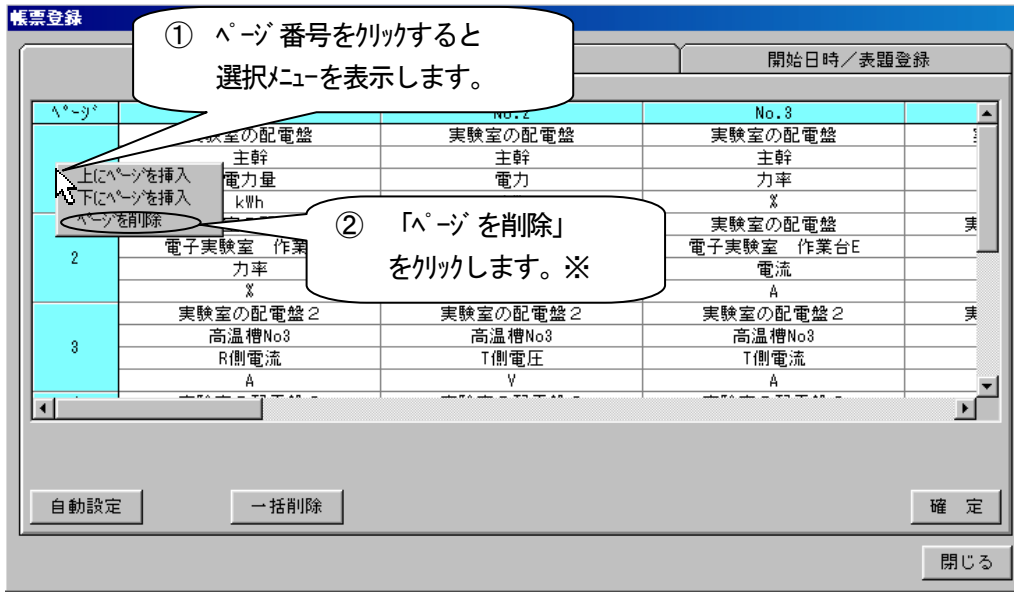 帳票登録
① ﾍﾟｰｼﾞ番号をｸﾘｯｸすると
選択ﾒﾆｭｰを表示します。
開始日時／表題登録
ﾍﾟｰｼﾞ No.2 No.3
の配電盤 実験室の配電盤 実験室の配電盤
主幹 主幹 主幹
電力量 電力 力率
kWh %
上にﾍﾟｰｼﾞを挿入
下にﾍﾟｰｼﾞを挿入
ﾍﾟｰｼﾞを削除
② 「ﾍﾟｰｼﾞを削除」
をｸﾘｯｸします。※
実験室の配電盤 実
2 電子実験室 作業 電子実験室 作業台E
力率 電流
% A
実験室の配電盤２ 実験室の配電盤２ 実験室の配電盤２ 実
3 高温槽No3 高温槽No3 高温槽No3
R側電流 T側電圧 T側電流
A V A
自動設定 一括削除 確 定
閉じる